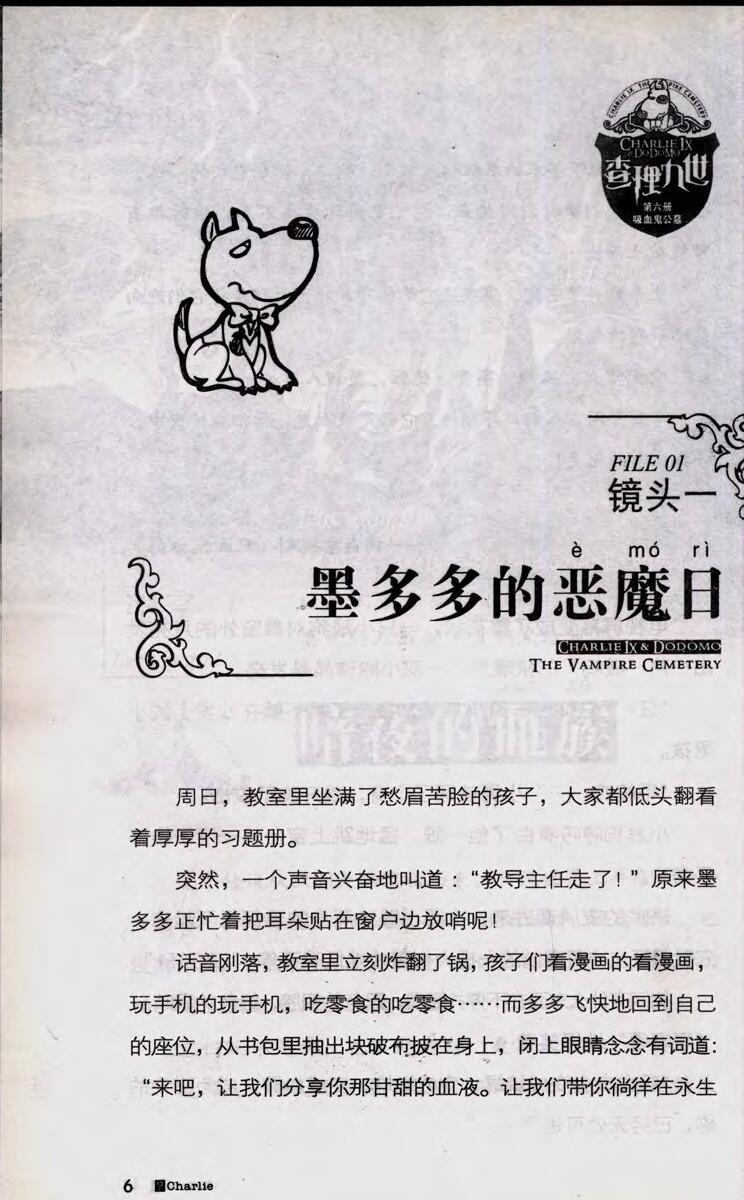 CHARLIE IX THE VAMPIRE CEMETERY
CHARLIE IX
DODOMO
查理九世
第六册
吸血鬼公墓
FILE 01
镜头一
è mó rì
墨多多的恶魔日
CHARLIE IX & DODOMO
THE VAMPIRE CEMETERY
周日，教室里坐满了愁眉苦脸的孩子，大家都低头翻看
着厚厚的习题册。
突然，一个声音兴奋地叫道：“教导主任走了！”原来墨
多多正忙着把耳朵贴在窗户边放哨呢！
话音刚落，教室里立刻炸翻了锅，孩子们看漫画的看漫画，
玩手机的玩手机，吃零食的吃零食……而多多飞快地回到自己
的座位，从书包里抽出块破布披在身上，闭上眼睛念念有词道：
“来吧，让我们分享你那甘甜的血液。让我们带你徜徉在永生
6 Charlie